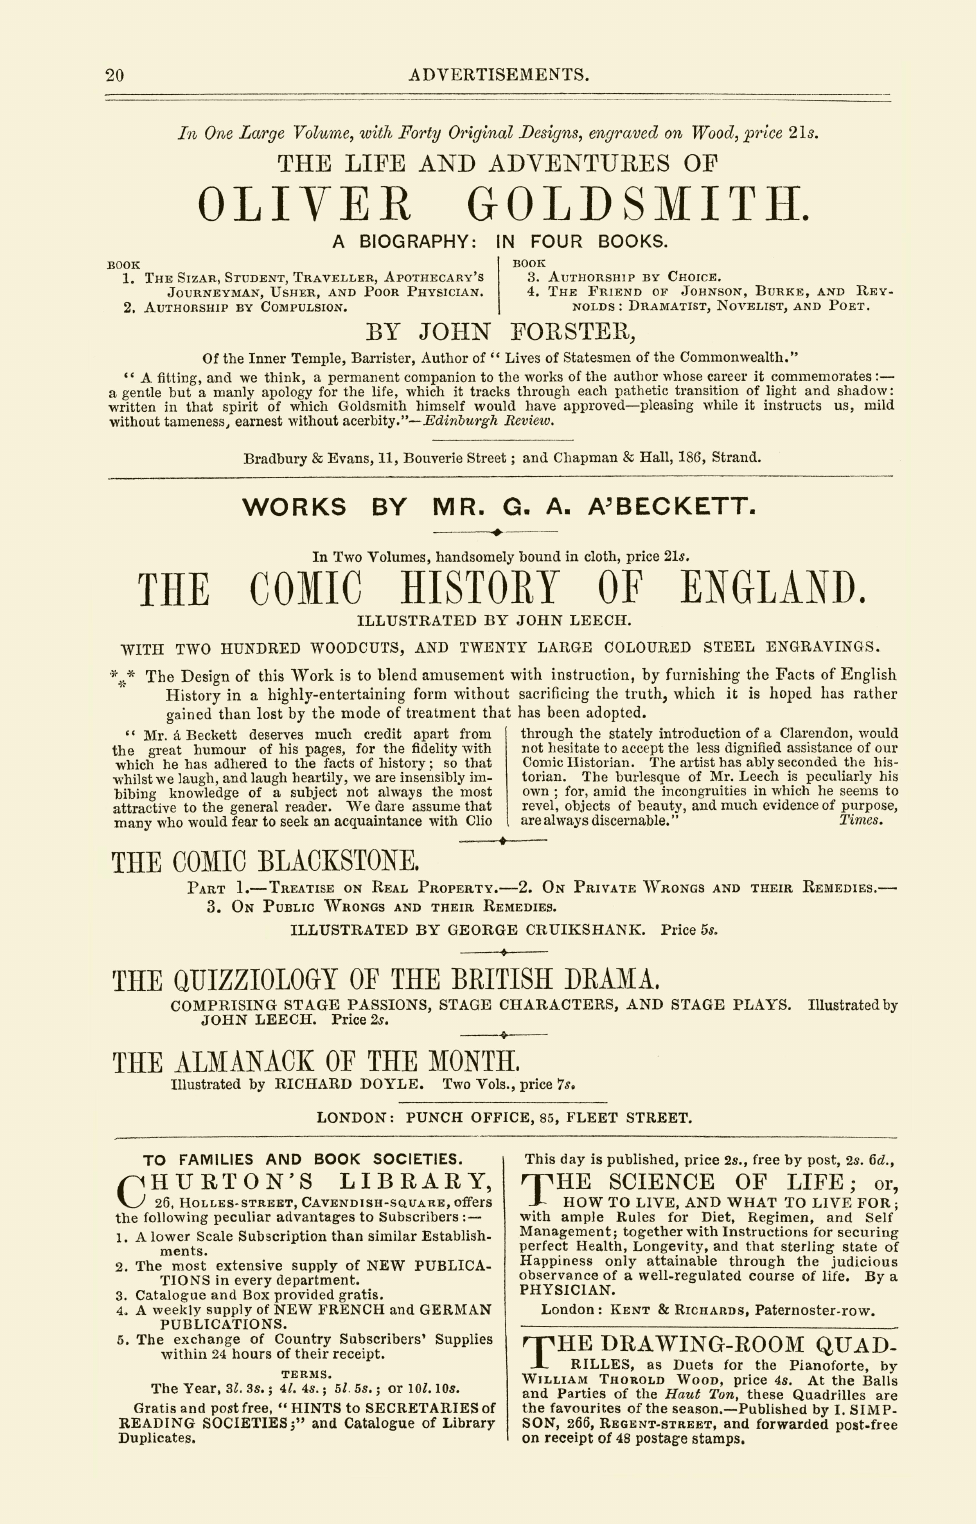 20
ADVERTISEMENTS.
In One Large Volume, with Forty Original Designs, engraved on Wood, price 21s.
THE LIFE AND ADVENTURES OF
OLIVER GOLDSMITH.
A BIOGRAPHY: IN FOUR BOOKS.
BOOK
1. THE SIZAR, STUDENT, TRAVELLER, APOTHECARY'S
JOURNEYMAN, USHER, AND POOR PHYSICIAN.
2. AUTHORSHIP BY COMPULSION.
BOOK
3. AUTHORSHIP BY CHOICE.
4. THE FRIEND OF JOHNSON, BURKE, AND REY-
NOLDS: DRAMATIST, NOVELIST, AND POET.
BY JOHN FORSTER,
Of the Inner Temple, Barrister, Author of "Lives of Statesmen of the Commonwealth."
"A fitting, and we think, a permanent companion to the works of the author whose career it commemorates:—
a gentle but a manly apology for the life, which it tracks through each pathetic transition of light and shadow:
written in that spirit of which Goldsmith himself would have approved—pleasing while it instructs us, mild
without tameness, earnest without acerbity."—Edinburgh Review.
Bradbury & Evans, 11, Bouverie Street; and Chapman & Hall, 186, Strand.
WORKS BY MR. G. A. A'BECKETT.
In Two Volumes, handsomely bound in cloth, price 21s.
THE COMIC HISTORY OF ENGLAND.
ILLUSTRATED BY JOHN LEECH.
WITH TWO HUNDRED WOODCUTS, AND TWENTY LARGE COLOURED STEEL ENGRAVINGS.
*** The Design of this Work is to blend amusement with instruction, by furnishing the Facts of English
History in a highly-entertaining form without sacrificing the truth, which it is hoped has rather
gained than lost by the mode of treatment that has been adopted.
"Mr. á Beckett deserves much credit apart from
the great humour of his pages, for the fidelity with
which he has adhered to the facts of history; so that
whilst we laugh, and laugh heartily, we are insensibly im-
bibing knowledge of a subject not always the most
attractive to the general reader. We dare assume that
many who would fear to seek an acquaintance with Clio
through the stately introduction of a Clarendon, would
not hesitate to accept the less dignified assistance of our
Comic Historian. The artist has ably seconded the his-
torian. The burlesque of Mr. Leech is peculiarly his
own; for, amid the incongruities in which he seems to
revel, objects of beauty, and much evidence of purpose,
are always discernable." Times.
THE COMIC BLACKSTONE.
PART 1.—TREATISE ON REAL PROPERTY.—2. ON PRIVATE WRONGS AND THEIR REMEDIES.—
3. ON PUBLIC WRONGS AND THEIR REMEDIES.
ILLUSTRATED BY GEORGE CRUIKSHANK. Price 5s.
THE QUIZZIOLOGY OF THE BRITISH DRAMA.
COMPRISING STAGE PASSIONS, STAGE CHARACTERS, AND STAGE PLAYS. Illustrated by
JOHN LEECH. Price 2s.
THE ALMANACK OF THE MONTH.
Illustrated by RICHARD DOYLE. Two Vols., price 7s.
LONDON: PUNCH OFFICE, 85, FLEET STREET.
TO FAMILIES AND BOOK SOCIETIES.
CHURTON'S LIBRARY,
26, HOLLES-STREET, CAVENDISH-SQUARE, offers
the following peculiar advantages to Subscribers:—
1. A lower Scale Subscription than similar Establish-
ments.
2. The most extensive supply of NEW PUBLICA-
TIONS in every department.
3. Catalogue and Box provided gratis.
4. A weekly supply of NEW FRENCH and GERMAN
PUBLICATIONS.
5. The exchange of Country Subscribers' Supplies
within 24 hours of their receipt.
TERMS.
The Year, 3l. 3s.; 4l. 4s.; 5l. 5s.; or 10l. 10s.
Gratis and post free, "HINTS to SECRETARIES of
READING SOCIETIES;" and Catalogue of Library
Duplicates.
This day is published, price 2s., free by post, 2s. 6d.,
THE SCIENCE OF LIFE; or,
HOW TO LIVE, AND WHAT TO LIVE FOR;
with ample Rules for Diet, Regimen, and Self
Management; together with Instructions for securing
perfect Health, Longevity, and that sterling state of
Happiness only attainable through the judicious
observance of a well-regulated course of life. By a
PHYSICIAN.
London: KENT & RICHARDS, Paternoster-row.
THE DRAWING-ROOM QUAD-
RILLES, as Duets for the Pianoforte, by
WILLIAM THOROLD WOOD, price 4s. At the Balls
and Parties of the Haut Ton, these Quadrilles are
the favourites of the season.—Published by I. SIMP-
SON, 266, REGENT-STREET, and forwarded post-free
on receipt of 48 postage stamps.